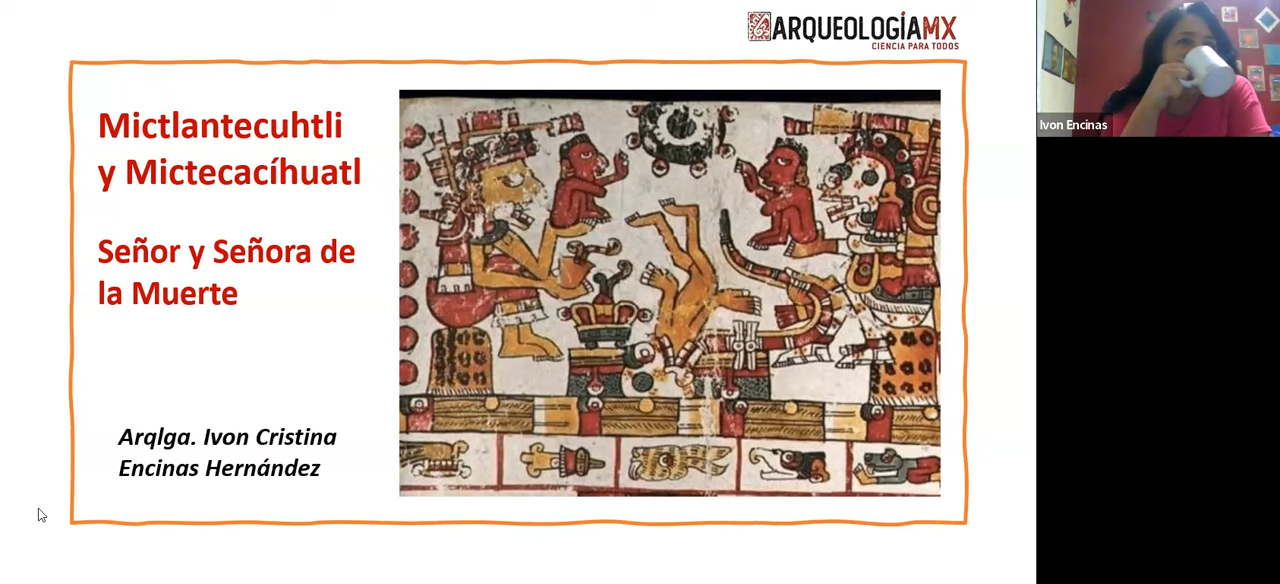 ARQUEOLOGÍAMX
CIENCIA PARA TODOS
Mictlantecuhtli
y Mictecacíhuatl
Señor y Señora de
la Muerte
Arqlga. Ivon Cristina
Encinas Hernández
Ivon Encinas